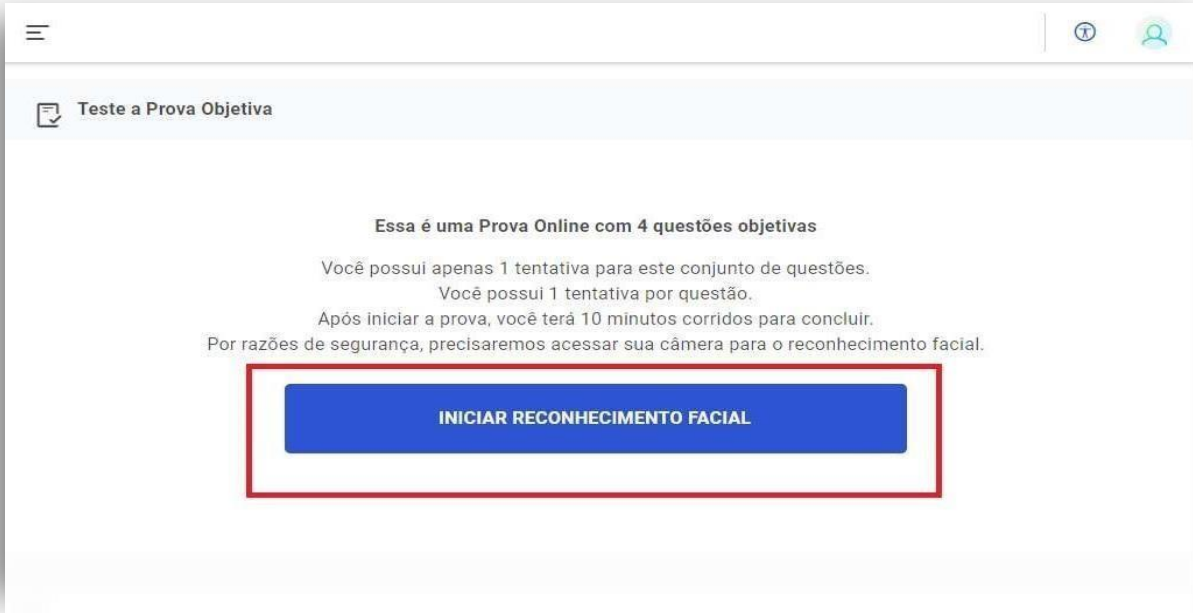 Teste a Prova Objetiva
Essa é uma Prova Online com 4 questões objetivas
Você possui apenas 1 tentativa para este conjunto de questões.
Você possui 1 tentativa por questão.
Após iniciar a prova, você terá 10 minutos corridos para concluir.
Por razões de segurança, precisaremos acessar sua câmera para o reconhecimento facial.
INICIAR RECONHECIMENTO FACIAL